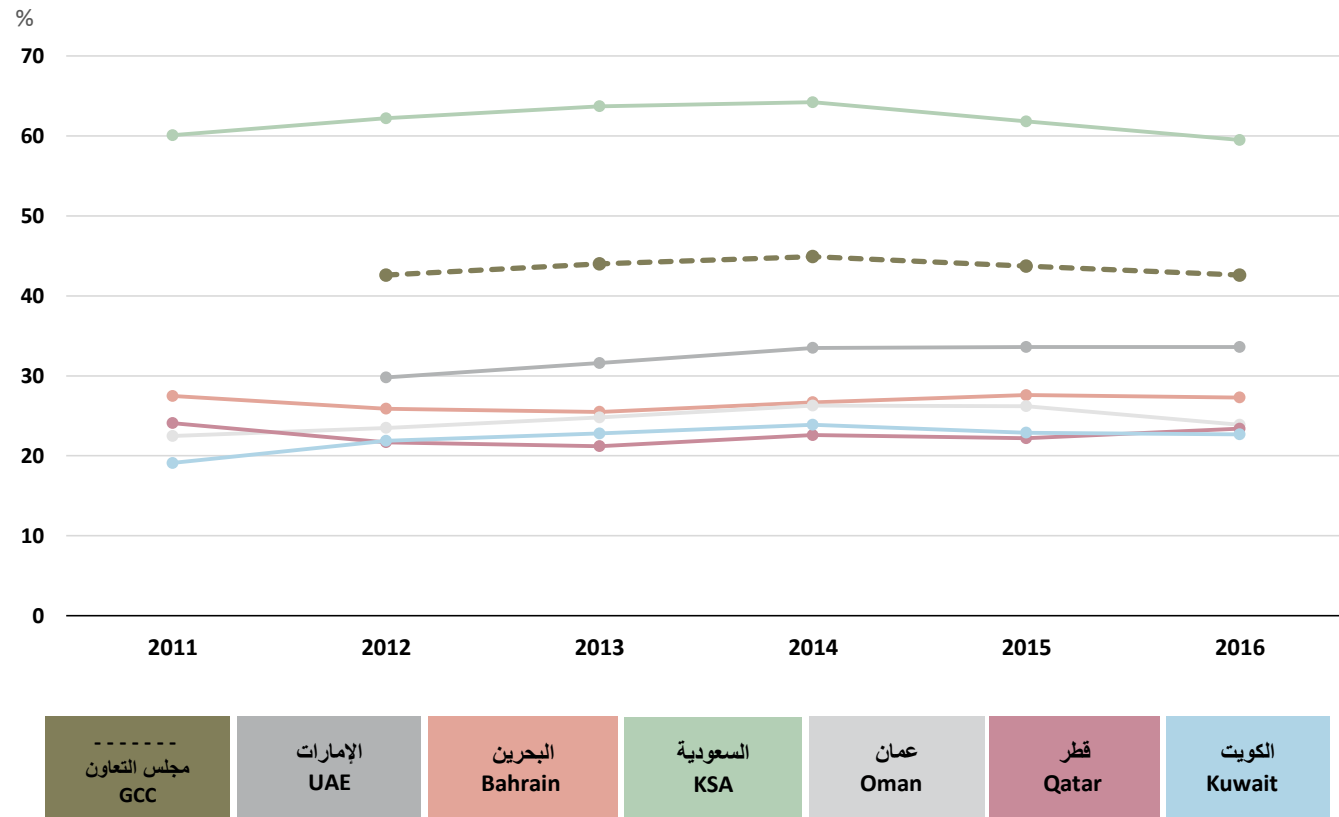 %
70
60
50
40
30
20
10
0
2011 2012 2013 2014 2015 2016
- - - - - - -
مجلس التعاون
GCC
الإمارات
UAE
البحرين
Bahrain
السعودية
KSA
عمان
Oman
قطر
Qatar
الكويت
Kuwait